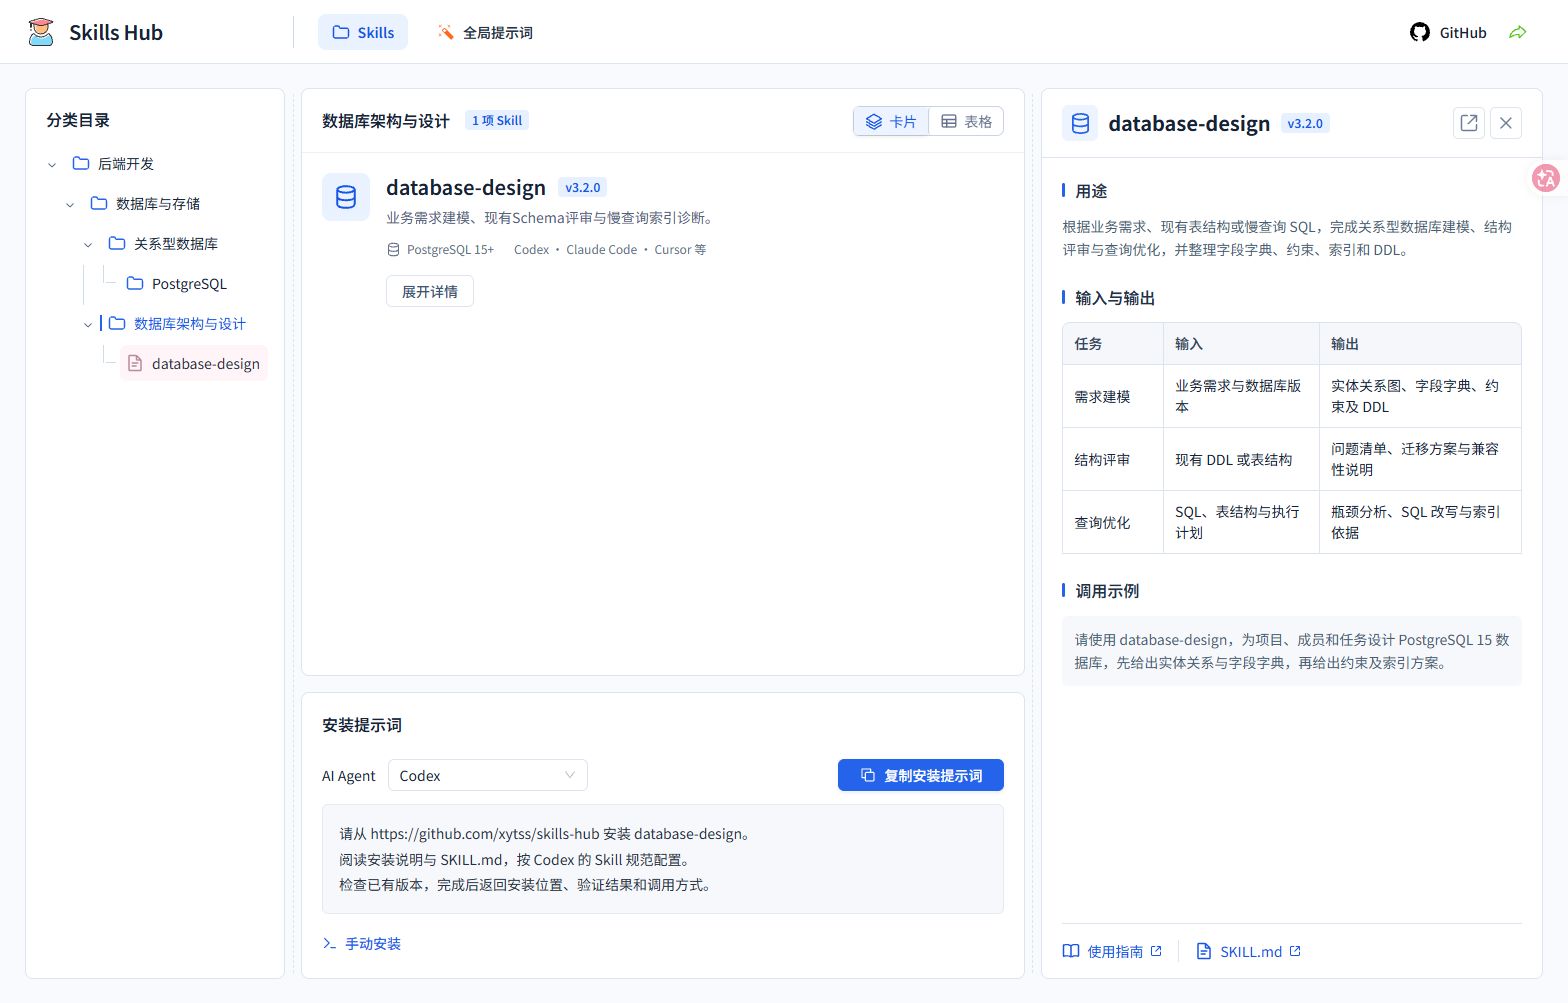 Skills Hub
Skills
全局提示词
GitHub
分类目录
后端开发
数据库与存储
关系型数据库
PostgreSQL
数据库架构与设计
database-design
数据库架构与设计 1 项 Skill
卡片
表格
database-design v3.2.0
业务需求建模、现有Schema评审与慢查询索引诊断。
PostgreSQL 15+ Codex • Claude Code • Cursor 等
展开详情
安装提示词
AI Agent Codex
复制安装提示词
请从 https://github.com/xytss/skills-hub 安装 database-design。
阅读安装说明与 SKILL.md，按 Codex 的 Skill 规范配置。
检查已有版本，完成后返回安装位置、验证结果和调用方式。
>_ 手动安装
database-design v3.2.0
用途
根据业务需求、现有表结构或慢查询 SQL，完成关系型数据库建模、结构
评审与查询优化，并整理字段字典、约束、索引和 DDL。
输入与输出
任务 输入 输出
需求建模
业务需求与数据库版
本
实体关系图、字段字典、约
束及 DDL
结构评审
现有 DDL 或表结构
问题清单、迁移方案与兼容
性说明
查询优化
SQL、表结构与执行
计划
瓶颈分析、SQL 改写与索引
依据
调用示例
请使用 database-design，为项目、成员和任务设计 PostgreSQL 15 数
据库，先给出实体关系与字段字典，再给出约束及索引方案。
使用指南
SKILL.md